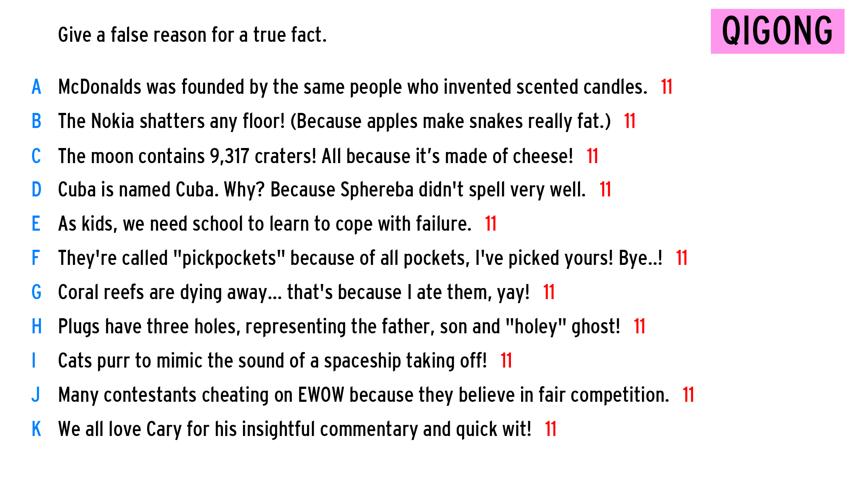 Give a false reason for a true fact.
QIGONG
A McDonalds was founded by the same people who invented scented candles. 11
B The Nokia shatters any floor! (Because apples make snakes really fat.) 11
C The moon contains 9,317 craters! All because it's made of cheese! 11
D Cuba is named Cuba. Why? Because Sphereba didn't spell very well. 11
E As kids, we need school to learn to cope with failure. 11
F They're called "pickpockets" because of all pockets, I've picked yours! Bye..! 11
G Coral reefs are dying away... that's because I ate them, yay! 11
H Plugs have three holes, representing the father, son and "holey" ghost! 11
I Cats purr to mimic the sound of a spaceship taking off! 11
J Many contestants cheating on EWOW because they believe in fair competition. 11
K We all love Cary for his insightful commentary and quick wit! 11